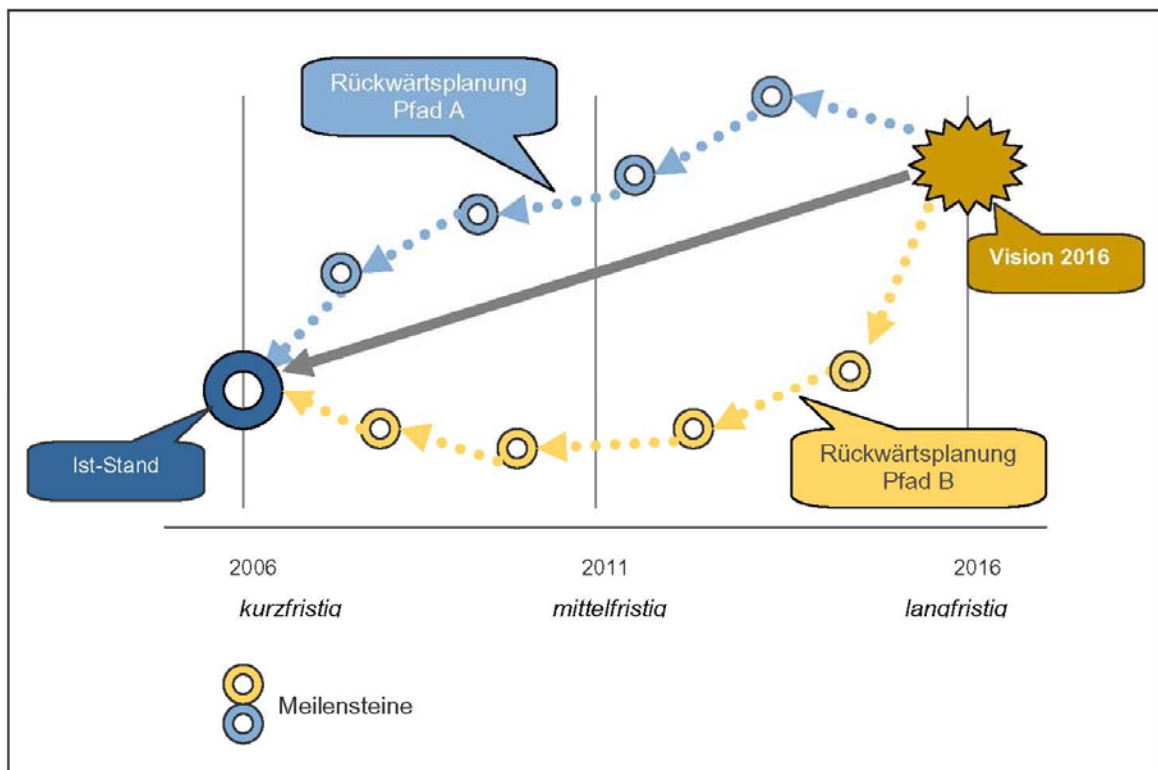 Rückwärtsplanung
Pfad A
Vision 2016
Ist-Stand
Rückwärtsplanung
Pfad B
2006
2011
2016
kurzfristig
mittelfristig
langfristig
Meilensteine